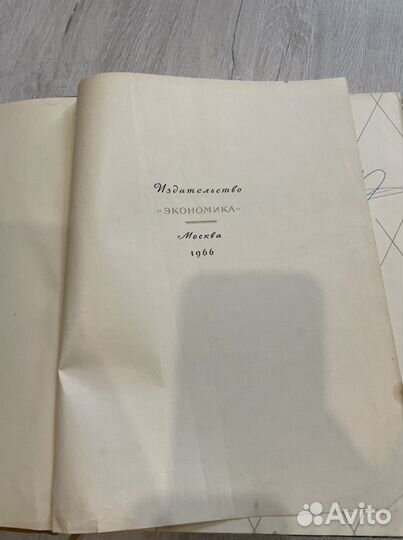 Издательство
«ЭКОНОМИКА»
Москва
1966
Avito